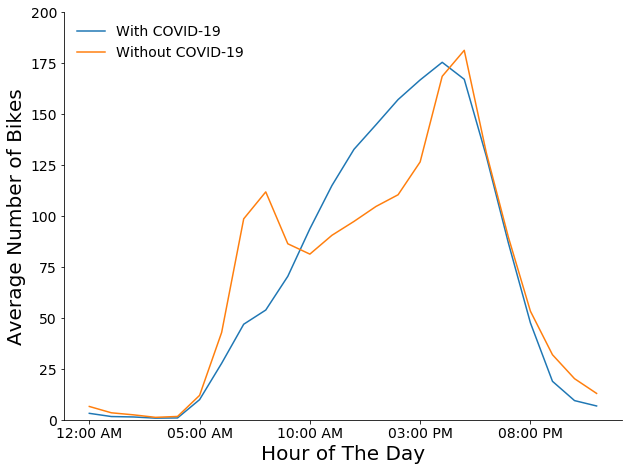 200
175
150
125
100
75
50
25
0
Average Number of Bikes
With COVID-19
Without COVID-19
12:00 AM 05:00 AM 10:00 AM 03:00 PM 08:00 PM
Hour of The Day